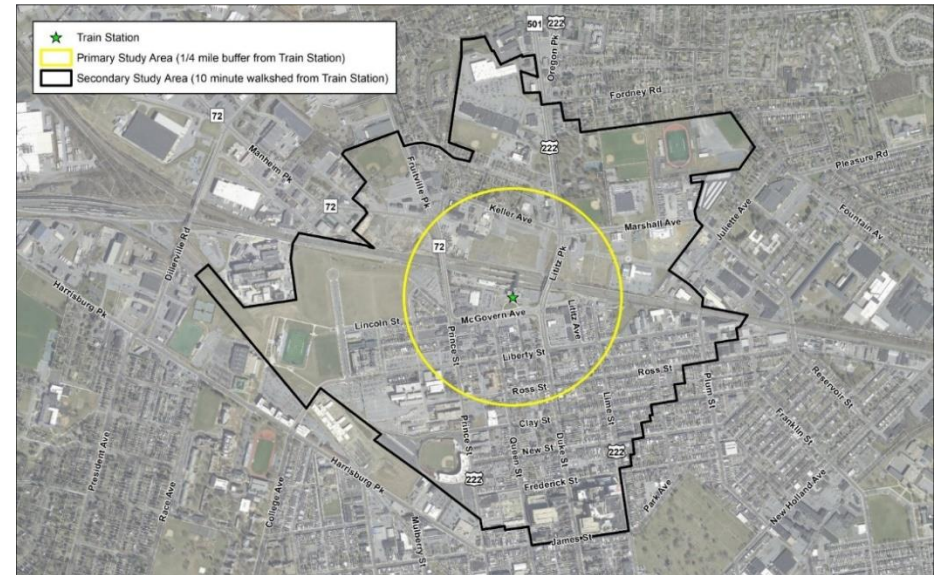 Train Station
Primary Study Area (1/4 mile buffer from Train Station)
Secondary Study Area (10 minute walkshed from Train Station)
501
222
Oregon Pk
Fordney Rd
72
222
Manheim Pk
Fruitville Pk
Pleasure Rd
72
Keller Ave
Juliette Ave
Fountain Av
Marshall Ave
Dillerville Rd
72
Lititz Pk
Harrisburg Pk
Lincoln St
McGovern Ave
Lititz Ave
Prince St
Liberty St
Ross St
Ross St
Plum St
Reservoir St
Lime St
Clay St
Franklin St
Prince St
New St
Queen St
Duke St
222
President Ave
Race Ave
College Ave
Harrisburg Pk
222
Frederick St
Park Ave
New Holland Ave
Mulberry St
James St